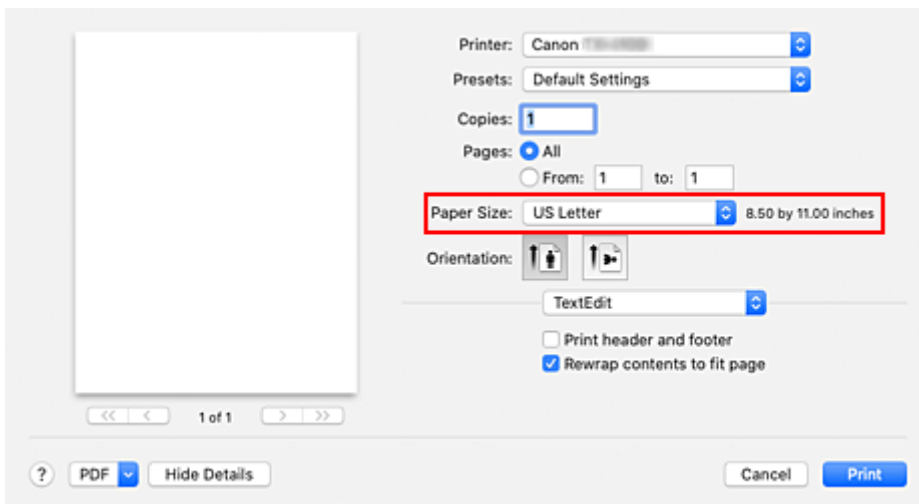 Printer: Canon
Presets: Default Settings
Copies: 1
Pages: All
From: 1 to: 1
Paper Size: US Letter 8.50 by 11.00 inches
Orientation:
TextEdit
Print header and footer
Rewrap contents to fit page
1 of 1
? PDF Hide Details Cancel Print